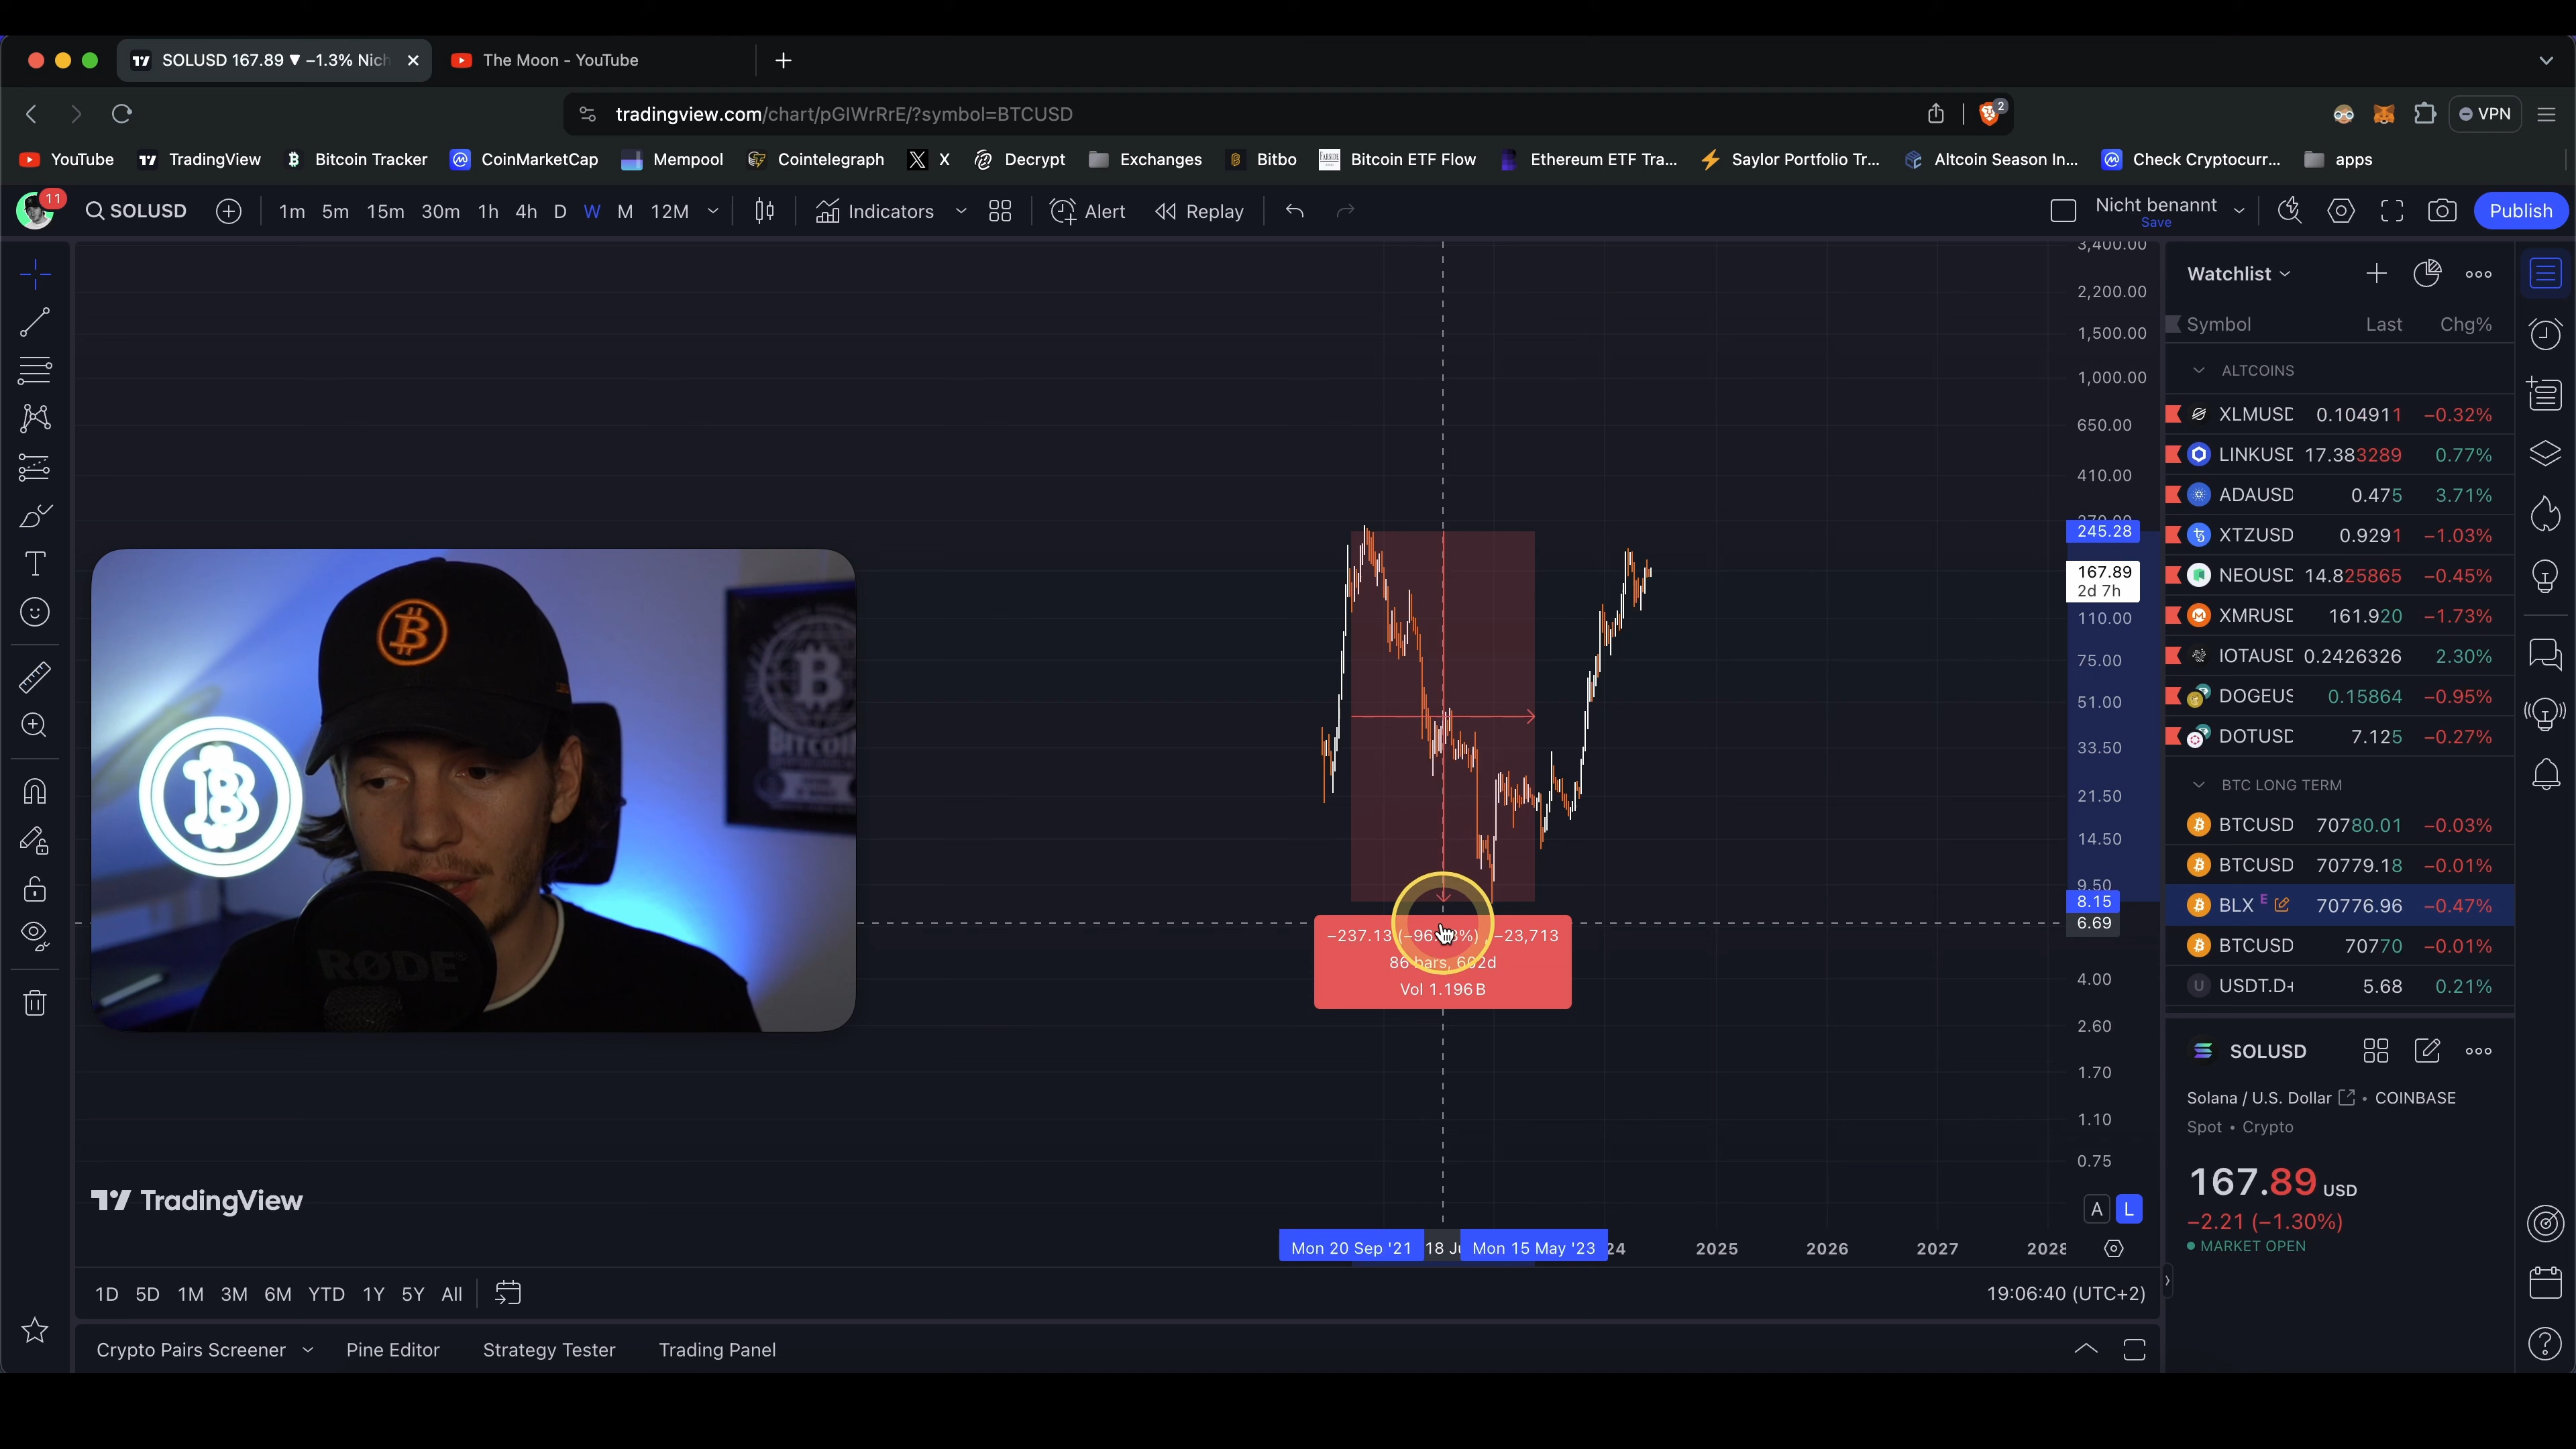 SOLUSD 167.89 ▼ −1.3% Nich
The Moon - YouTube
tradingview.com/chart/pGIWrRrE/?symbol=BTCUSD
2
VPN
YouTube
TradingView
Bitcoin Tracker
CoinMarketCap
Mempool
Cointelegraph
X
Decrypt
Exchanges
Bitbo
Bitcoin ETF Flow
Ethereum ETF Tra...
Saylor Portfolio Tr...
Altcoin Season In...
Check Cryptocurr...
apps
11
SOLUSD
1m 5m 15m 30m 1h 4h D W M 12M
Indicators
Alert
Replay
Nicht benannt
Save
Publish
3,400.00
2,200.00
1,500.00
1,000.00
650.00
410.00
270.00
245.28
167.89
2d 7h
110.00
75.00
51.00
33.50
21.50
14.50
9.50
8.15
6.69
4.00
2.60
1.70
1.10
0.75
A L
−237.13 −23,713
86 bars, 602d
Vol 1.196 B
BITCOIN
RØDE
TradingView
Mon 20 Sep '21
Mon 15 May '23
24 2025 2026 2027 2028
1D 5D 1M 3M 6M YTD 1Y 5Y All
19:06:40 (UTC+2)
Crypto Pairs Screener
Pine Editor
Strategy Tester
Trading Panel
Watchlist
Symbol Last Chg%
ALTCOINS
XLMUSD 0.104911 −0.32%
LINKUSD 17.383289 0.77%
ADAUSD 0.475 3.71%
XTZUSD 0.9291 −1.03%
NEOUSD 14.825865 −0.45%
XMRUSD 161.920 −1.73%
IOTAUSD 0.2426326 2.30%
DOGEUS 0.15864 −0.95%
DOTUSD 7.125 −0.27%
BTC LONG TERM
BTCUSD 70780.01 −0.03%
BTCUSD 70779.18 −0.01%
BLX E 70776.96 −0.47%
BTCUSD 70770 −0.01%
USDT.D 5.68 0.21%
SOLUSD
Solana / U.S. Dollar • COINBASE
Spot • Crypto
167.89 USD
−2.21 (−1.30%)
MARKET OPEN